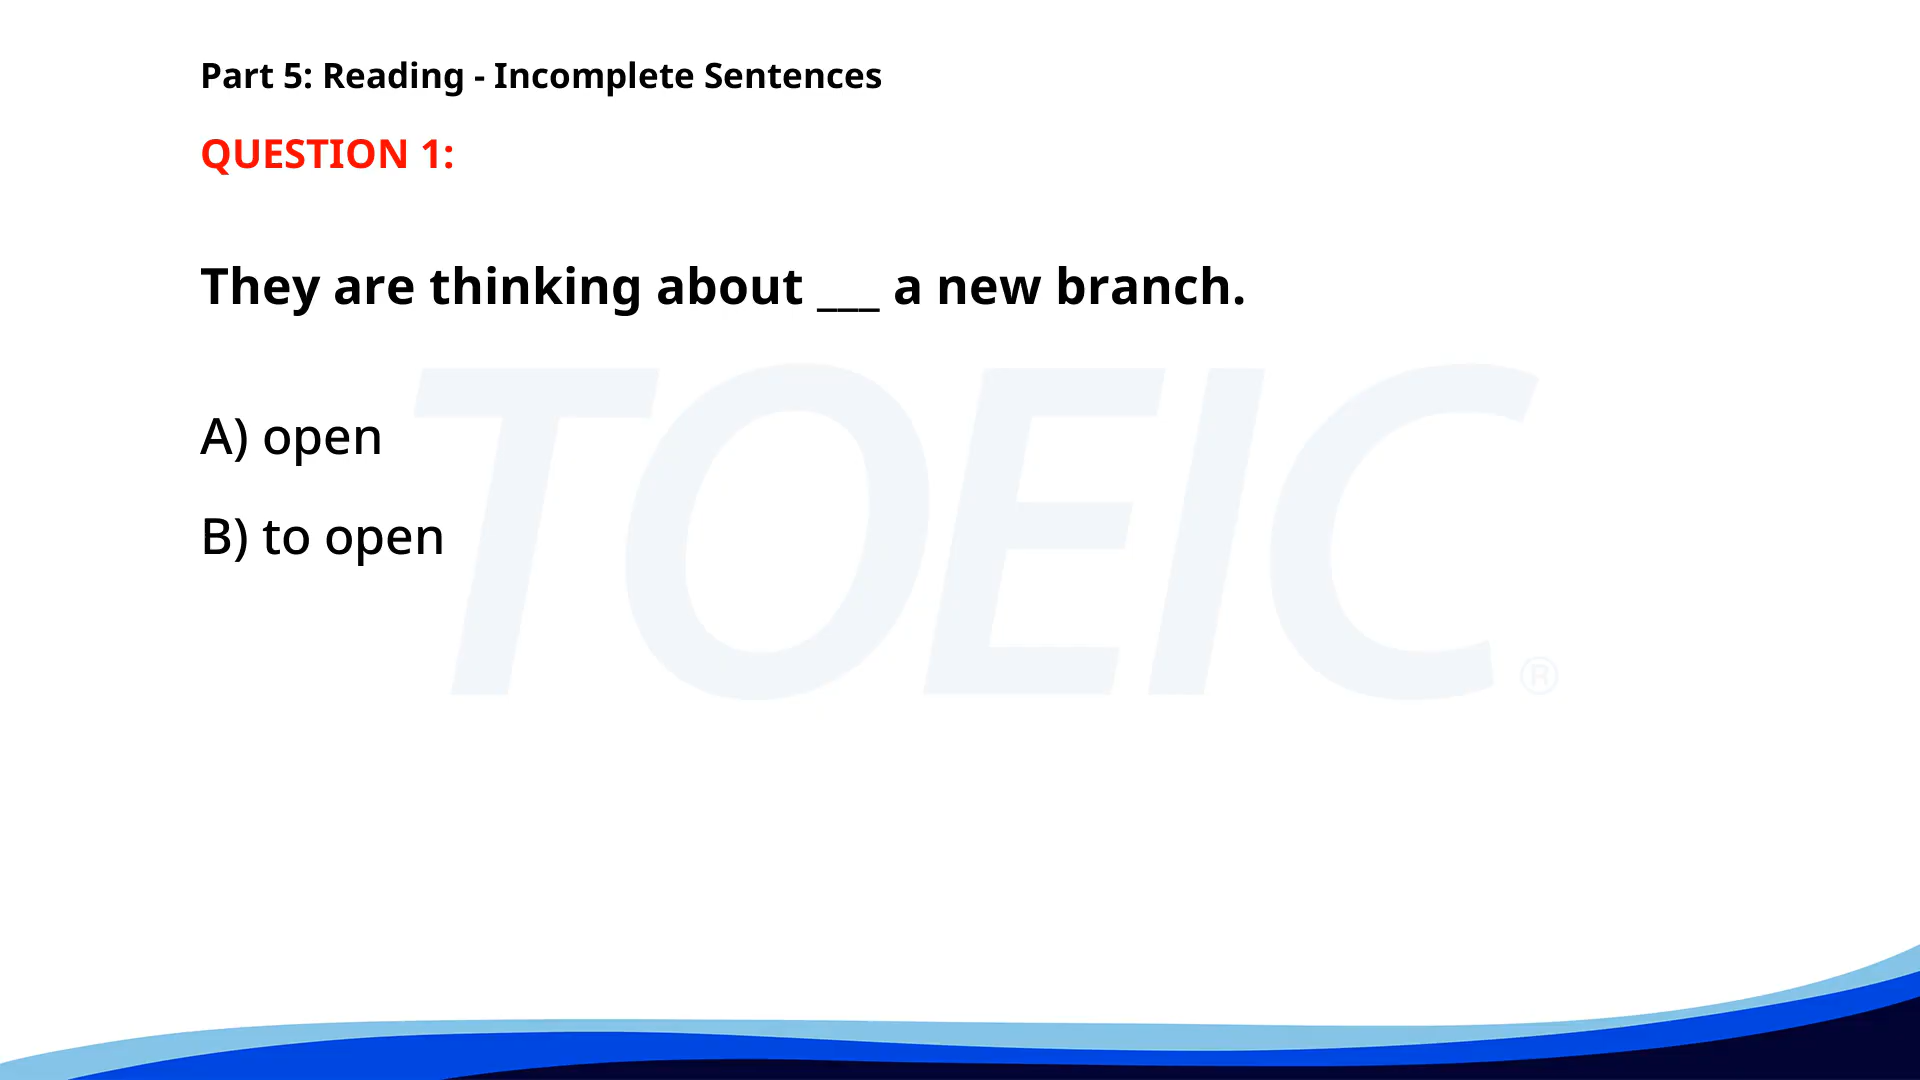 Part 5: Reading - Incomplete Sentences
QUESTION 1:
They are thinking about ___ a new branch.
TOEIC®
A) open
B) to open